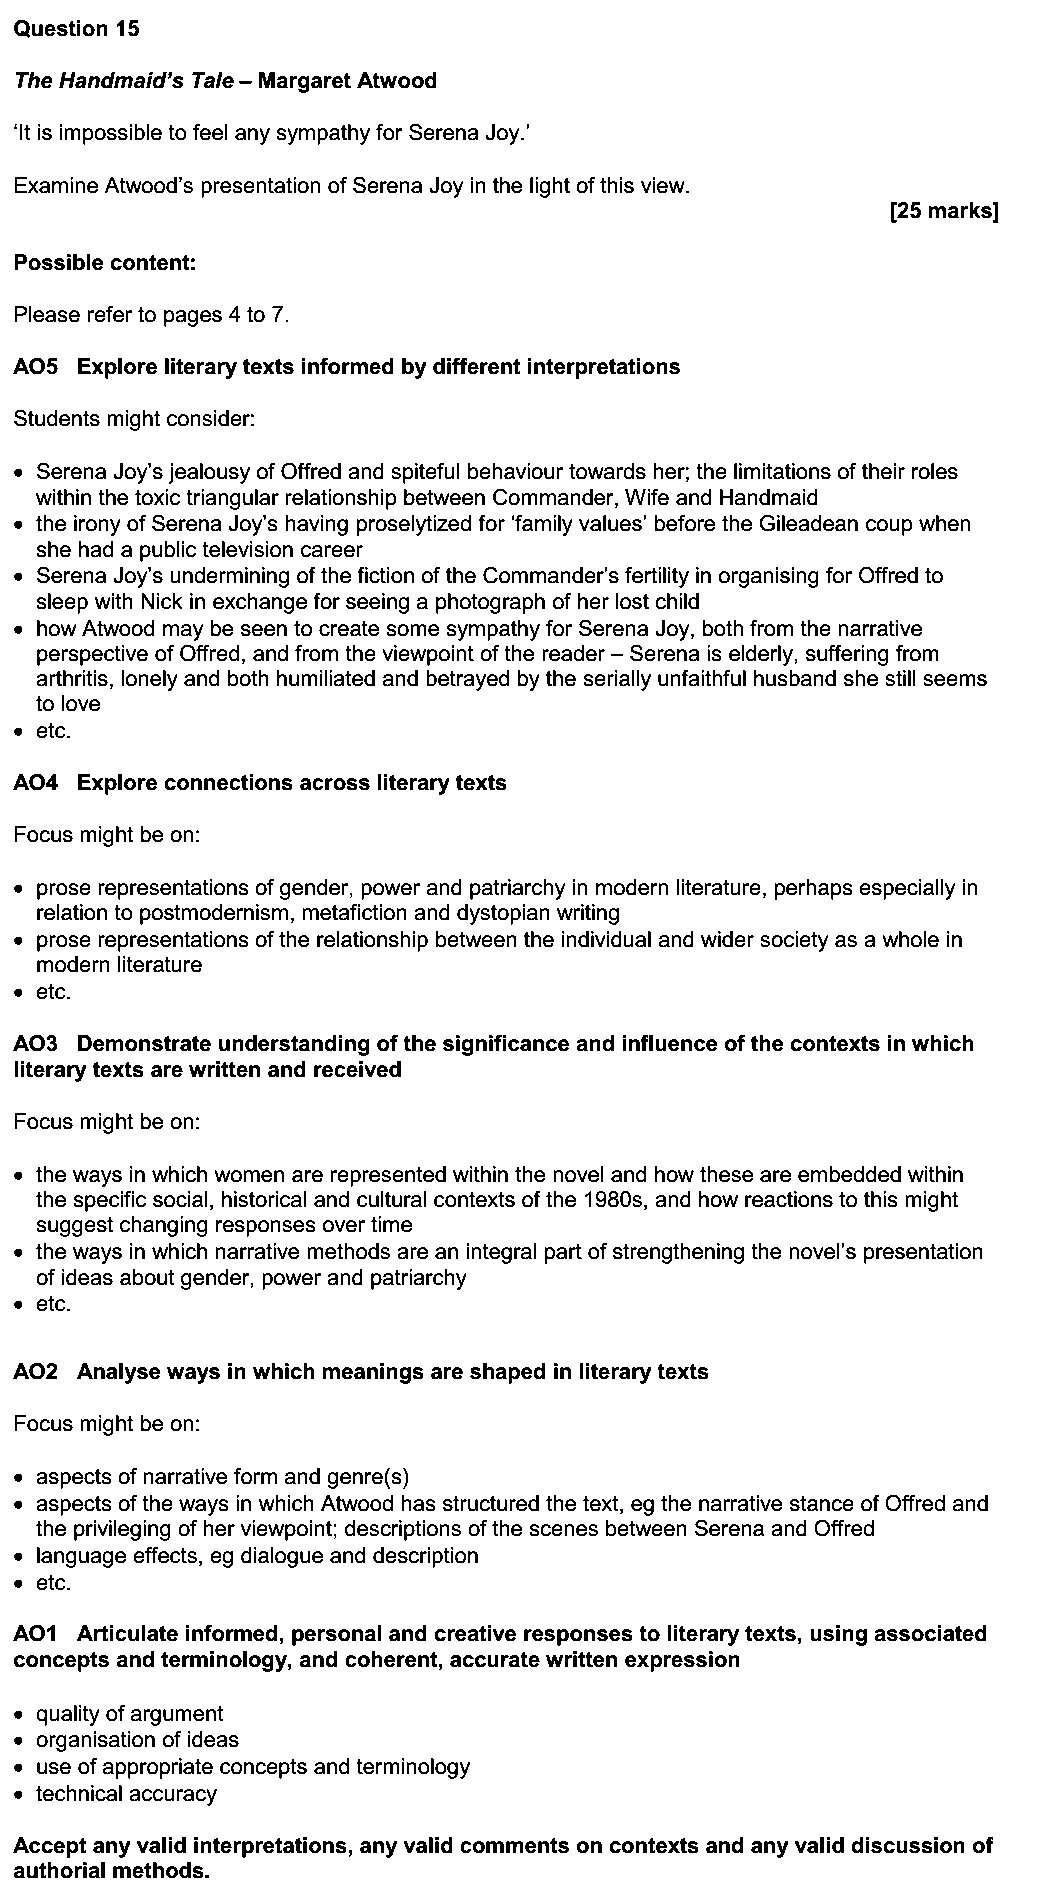 Question 15
The Handmaid's Tale – Margaret Atwood
'It is impossible to feel any sympathy for Serena Joy.'
Examine Atwood's presentation of Serena Joy in the light of this view.
[25 marks]
Possible content:
Please refer to pages 4 to 7.
AO5 Explore literary texts informed by different interpretations
Students might consider:
• Serena Joy's jealousy of Offred and spiteful behaviour towards her; the limitations of their roles
within the toxic triangular relationship between Commander, Wife and Handmaid
• the irony of Serena Joy's having proselytized for 'family values' before the Gileadean coup when
she had a public television career
• Serena Joy's undermining of the fiction of the Commander's fertility in organising for Offred to
sleep with Nick in exchange for seeing a photograph of her lost child
• how Atwood may be seen to create some sympathy for Serena Joy, both from the narrative
perspective of Offred, and from the viewpoint of the reader – Serena is elderly, suffering from
arthritis, lonely and both humiliated and betrayed by the serially unfaithful husband she still seems
to love
• etc.
AO4 Explore connections across literary texts
Focus might be on:
• prose representations of gender, power and patriarchy in modern literature, perhaps especially in
relation to postmodernism, metafiction and dystopian writing
• prose representations of the relationship between the individual and wider society as a whole in
modern literature
• etc.
AO3 Demonstrate understanding of the significance and influence of the contexts in which
literary texts are written and received
Focus might be on:
• the ways in which women are represented within the novel and how these are embedded within
the specific social, historical and cultural contexts of the 1980s, and how reactions to this might
suggest changing responses over time
• the ways in which narrative methods are an integral part of strengthening the novel's presentation
of ideas about gender, power and patriarchy
• etc.
AO2 Analyse ways in which meanings are shaped in literary texts
Focus might be on:
• aspects of narrative form and genre(s)
• aspects of the ways in which Atwood has structured the text, eg the narrative stance of Offred and
the privileging of her viewpoint; descriptions of the scenes between Serena and Offred
• language effects, eg dialogue and description
• etc.
AO1 Articulate informed, personal and creative responses to literary texts, using associated
concepts and terminology, and coherent, accurate written expression
• quality of argument
• organisation of ideas
• use of appropriate concepts and terminology
• technical accuracy
Accept any valid interpretations, any valid comments on contexts and any valid discussion of
authorial methods.